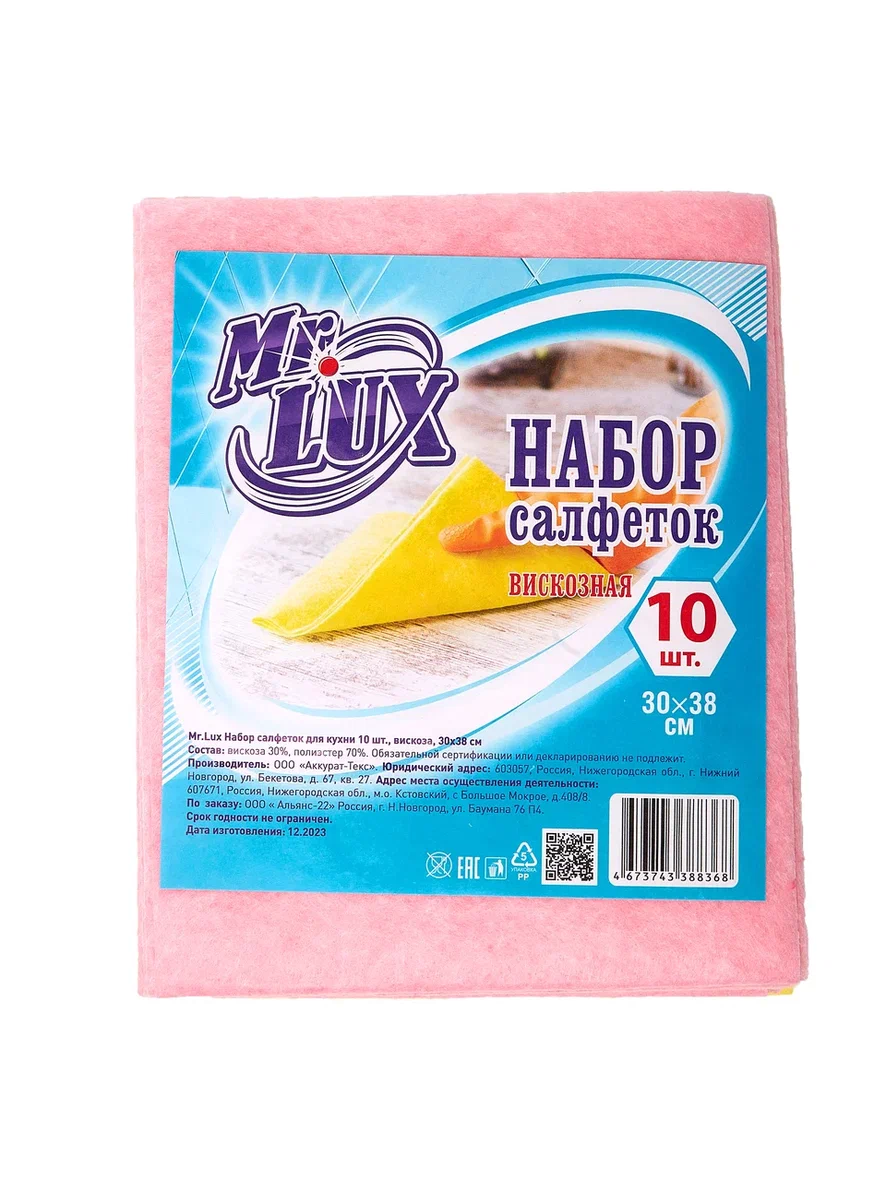 Mr.
LUX
НАБОР
салфеток
ВИСКОЗНАЯ
10
шт.
30×38
СМ
Mr.Lux Набор салфеток для кухни 10 шт., вискоза, 30х38 см
Состав: вискоза 30%, полиэстер 70%. Обязательной сертификации или декларированию не подлежит.
Производитель: ООО «Аккурат-Текс». Юридический адрес: 603057, Россия, Нижегородская обл., г. Нижний
Новгород, ул. Бекетова, д. 67, кв. 27. Адрес места осуществления деятельности:
607671, Россия, Нижегородская обл., м.о. Кстовский, с Большое Мокрое, д.408/8.
По заказу: ООО « Альянс-22» Россия, г. Н.Новгород, ул. Баумана 76 П4.
Срок годности не ограничен.
Дата изготовления: 12.2023
EAC
5
УПАКОВКА
PP
4 673743 388368